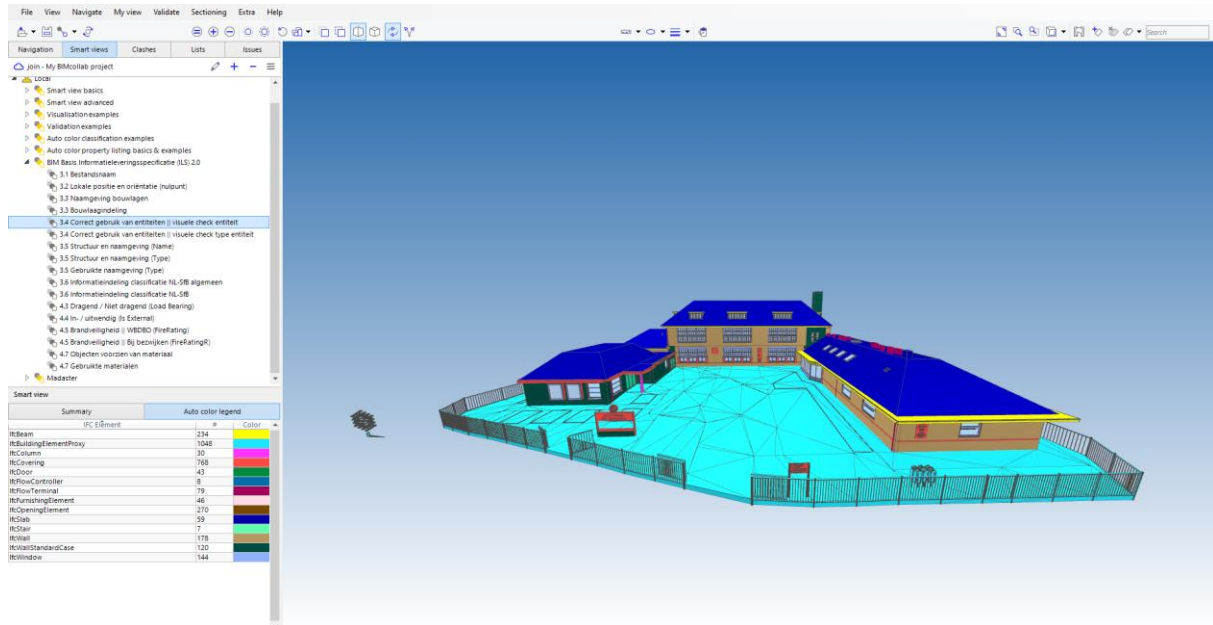 File View Navigate My view Validate Sectioning Extra Help
Search
Navigation Smart views Clashes Lists Issues
join - My BIMcollab project
Local
Smart view basics
Smart view advanced
Visualisation examples
Validation examples
Auto color classification examples
Auto color property listing basics & examples
BIM Basis Informatieleveringsspecificatie (ILS) 2.0
3.1 Bestandsnaam
3.2 Lokale positie en oriëntatie (nulpunt)
3.3 Naamgeving bouwlagen
3.3 Bouwlaagindeling
3.4 Correct gebruik van entiteiten || visuele check entiteit
3.4 Correct gebruik van entiteiten || visuele check type entiteit
3.5 Structuur en naamgeving (Name)
3.5 Structuur en naamgeving (Type)
3.5 Gebruikte naamgeving (Type)
3.6 Informatieindeling classificatie NL-SfB algemeen
3.6 Informatieindeling classificatie NL-SfB
4.3 Dragend / Niet dragend (Load Bearing)
4.4 In- / uitwendig (Is External)
4.5 Brandveiligheid || WBDBO (FireRating)
4.5 Brandveiligheid || Bij bezwijken (FireRatingR)
4.7 Objecten voorzien van materiaal
4.7 Gebruikte materialen
Madaster
Smart view
Summary Auto color legend
IFC Element # Color
IfcBeam 234
IfcBuildingElementProxy 1048
IfcColumn 30
IfcCovering 768
IfcDoor 43
IfcFlowController 8
IfcFlowTerminal 79
IfcFurnishingElement 46
IfcOpeningElement 270
IfcSlab 59
IfcStair 7
IfcWall 178
IfcWallStandardCase 120
IfcWindow 144